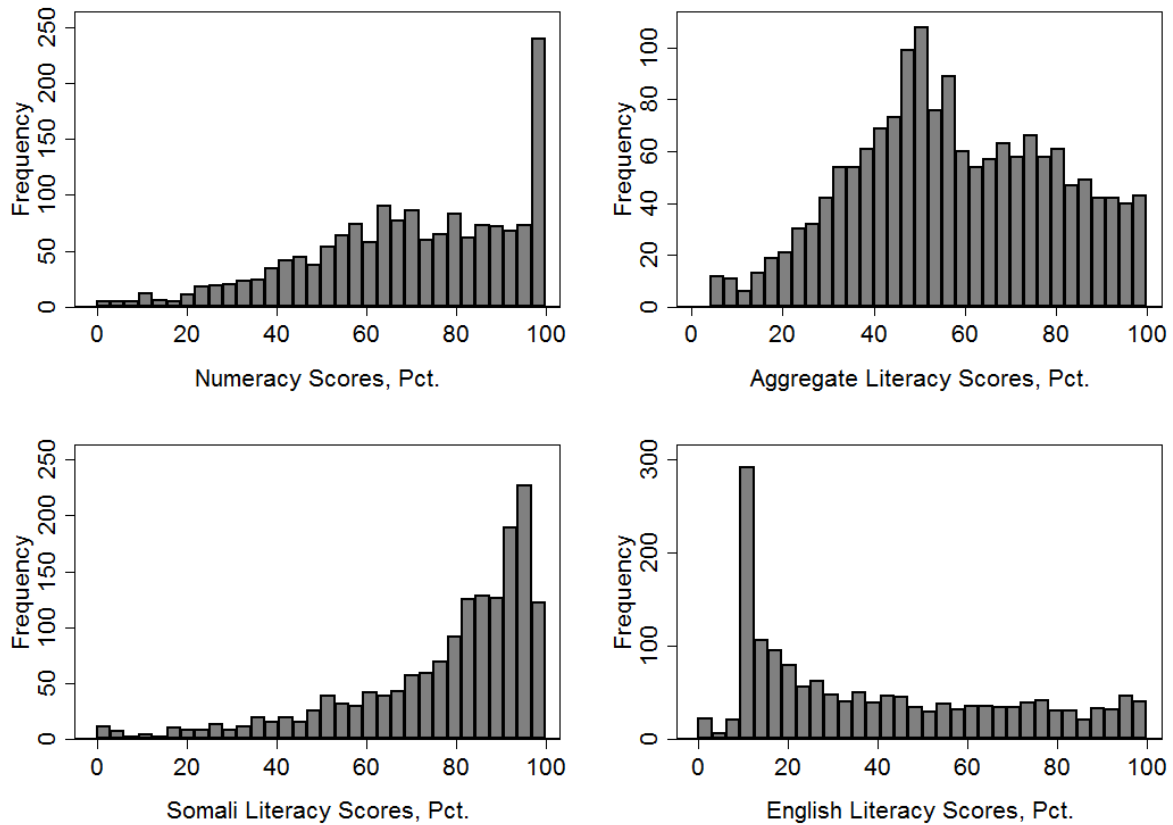 Frequency
0 50 100 150 200 250
0 20 40 60 80 100
Numeracy Scores, Pct.
Frequency
0 20 40 60 80 100
0 20 40 60 80 100
Aggregate Literacy Scores, Pct.
Frequency
0 50 100 150 200 250
0 20 40 60 80 100
Somali Literacy Scores, Pct.
Frequency
0 100 200 300
0 20 40 60 80 100
English Literacy Scores, Pct.